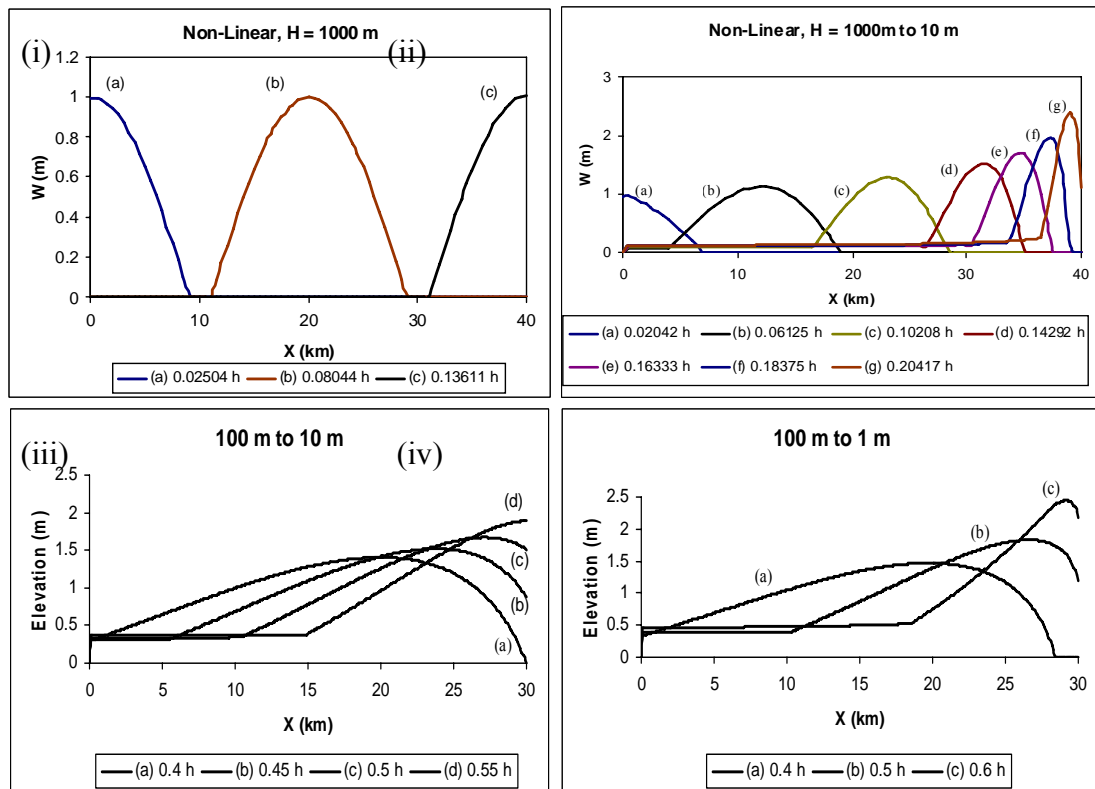 Non-Linear, H = 1000 m
(i)
(ii)
1.2
1
0.8
0.6
0.4
0.2
0
W (m)
(a)
(b)
(c)
0
10
20
30
40
X (km)
(a) 0.02504 h
(b) 0.08044 h
(c) 0.13611 h
Non-Linear, H = 1000m to 10 m
3
2
1
0
W (m)
(a)
(b)
(c)
(d)
(e)
(f)
(g)
0
10
20
30
40
X (km)
(a) 0.02042 h
(b) 0.06125 h
(c) 0.10208 h
(d) 0.14292 h
(e) 0.16333 h
(f) 0.18375 h
(g) 0.20417 h
100 m to 10 m
(iii)
(iv)
2.5
2
1.5
1
0.5
0
Elevation (m)
(d)
(c)
(b)
(a)
0
5
10
15
20
25
30
X (km)
(a) 0.4 h
(b) 0.45 h
(c) 0.5 h
(d) 0.55 h
100 m to 1 m
2.5
2
1.5
1
0.5
0
Elevation (m)
(a)
(b)
(c)
0
5
10
15
20
25
30
X (km)
(a) 0.4 h
(b) 0.5 h
(c) 0.6 h